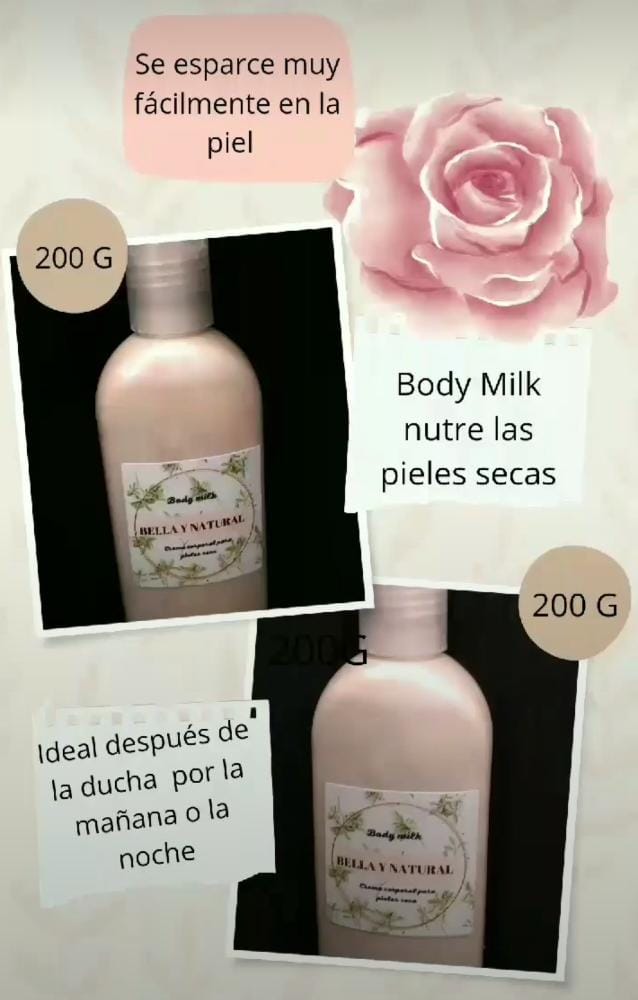 Se esparce muy
fácilmente en la
piel
200 G
Body Milk
nutre las
pieles secas
Body milk
BELLA Y NATURAL
Crema corporal para
pieles seca
200 G
200G
Ideal después de
la ducha por la
mañana o la
noche
Body milk
BELLA Y NATURAL
Crema corporal para
pieles seca